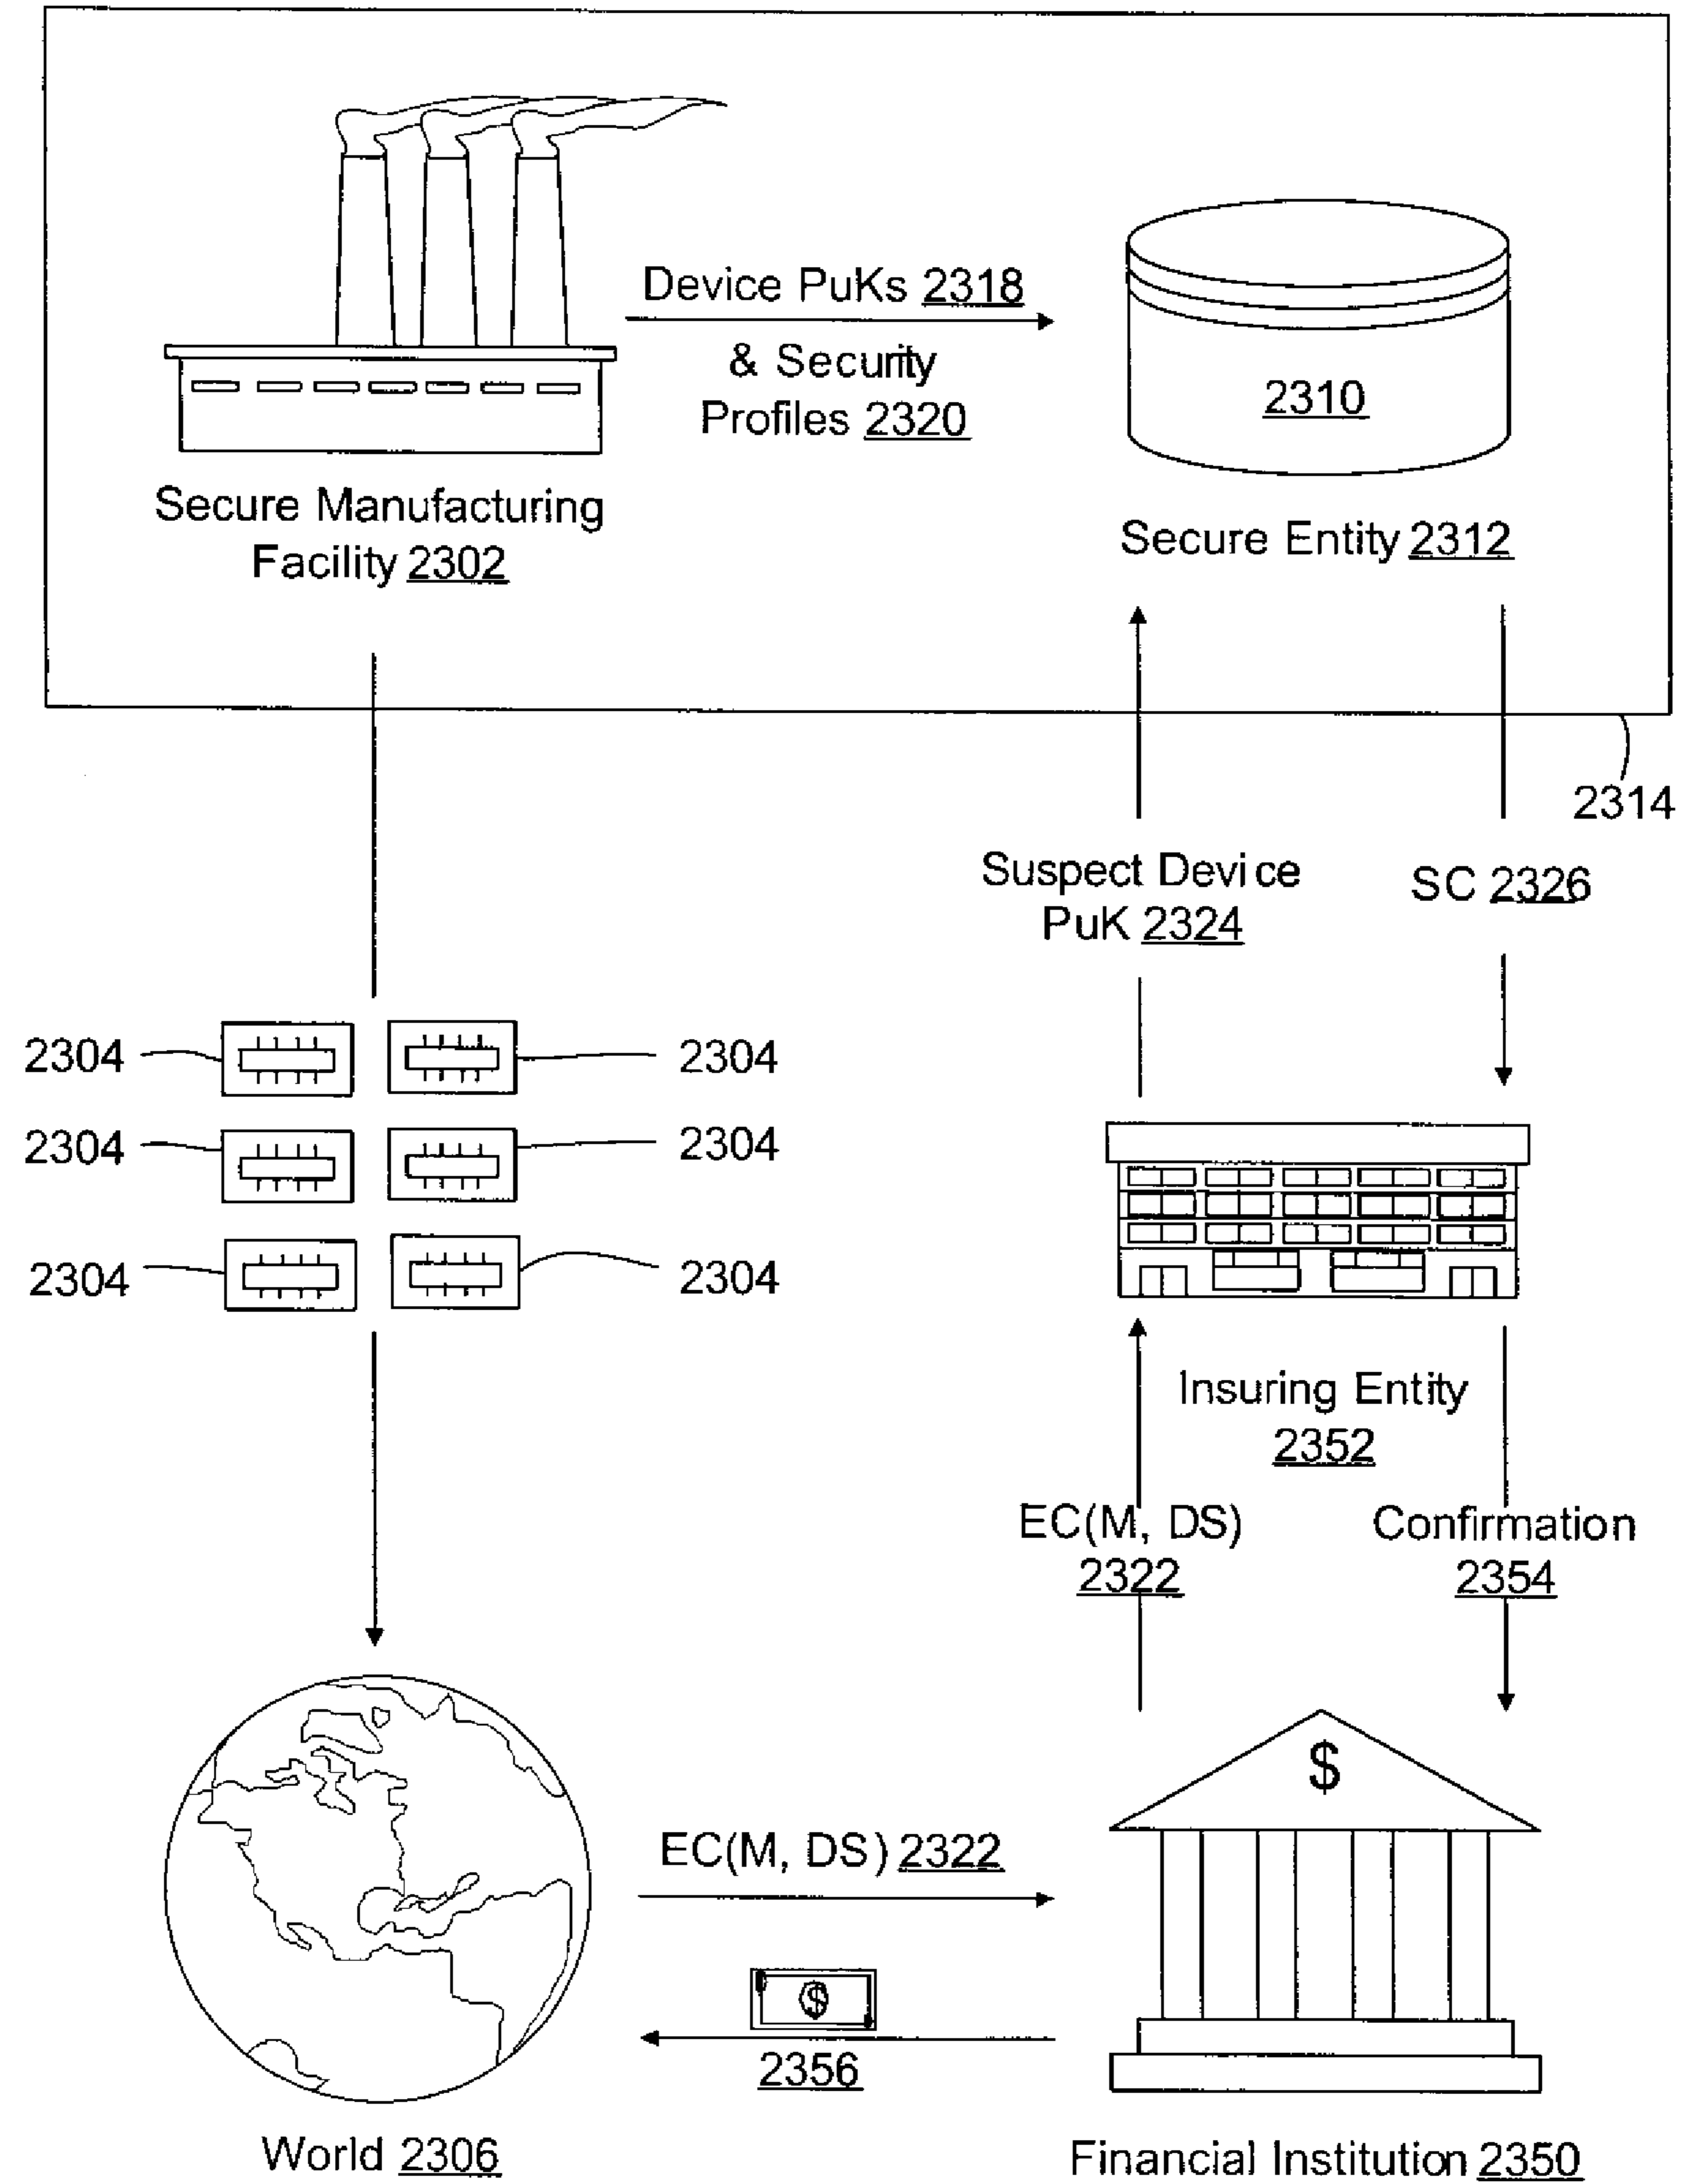 Device PuKs 2318
& Security
Profiles 2320
2310
Secure Manufacturing
Facility 2302
Secure Entity 2312
2314
Suspect Device
PuK 2324
SC 2326
2304
2304
2304
2304
2304
2304
Insuring Entity
2352
EC(M, DS)
2322
Confirmation
2354
$
EC(M, DS) 2322
$
2356
World 2306
Financial Institution 2350